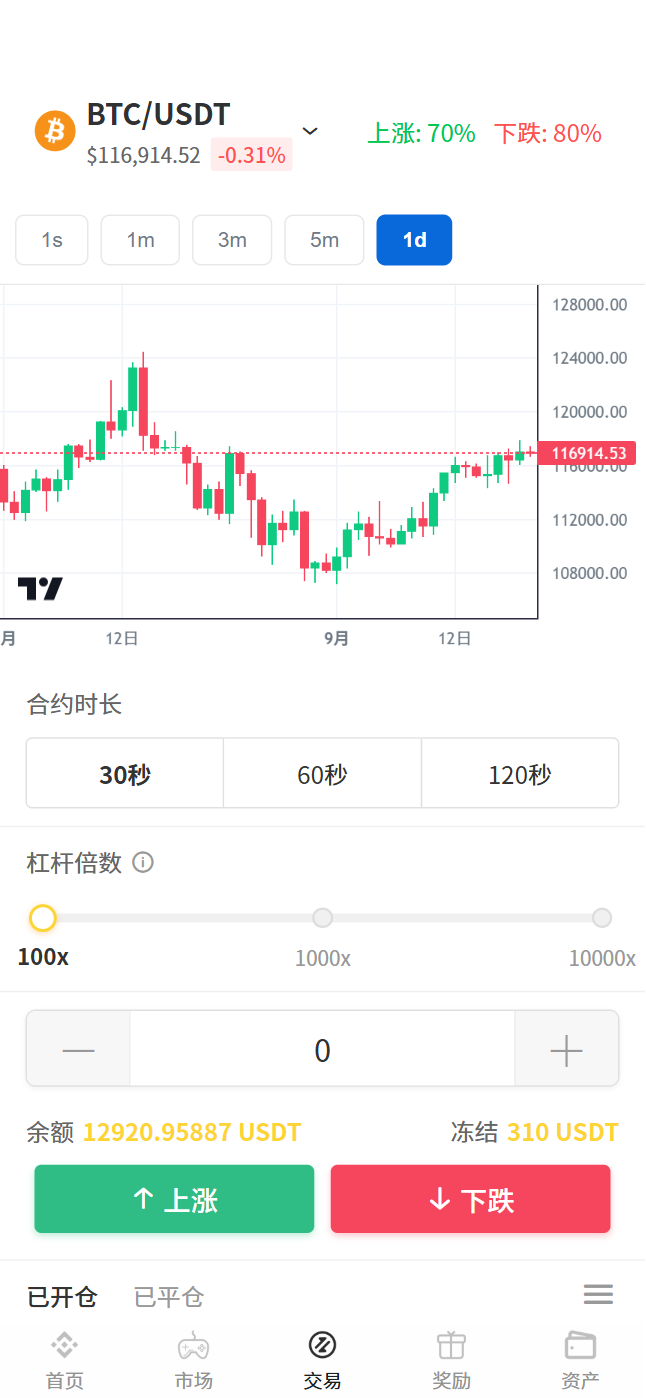 BTC/USDT
$116,914.52 -0.31%
上涨: 70% 下跌: 80%
1s 1m 3m 5m 1d
128000.00
124000.00
120000.00
116914.53
116000.00
112000.00
108000.00
月 12日 9月 12日
合约时长
30秒 60秒 120秒
杠杆倍数
100x 1000x 10000x
0
余额 12920.95887 USDT 冻结 310 USDT
↑ 上涨 ↓ 下跌
已开仓 已平仓
首页 市场 交易 奖励 资产